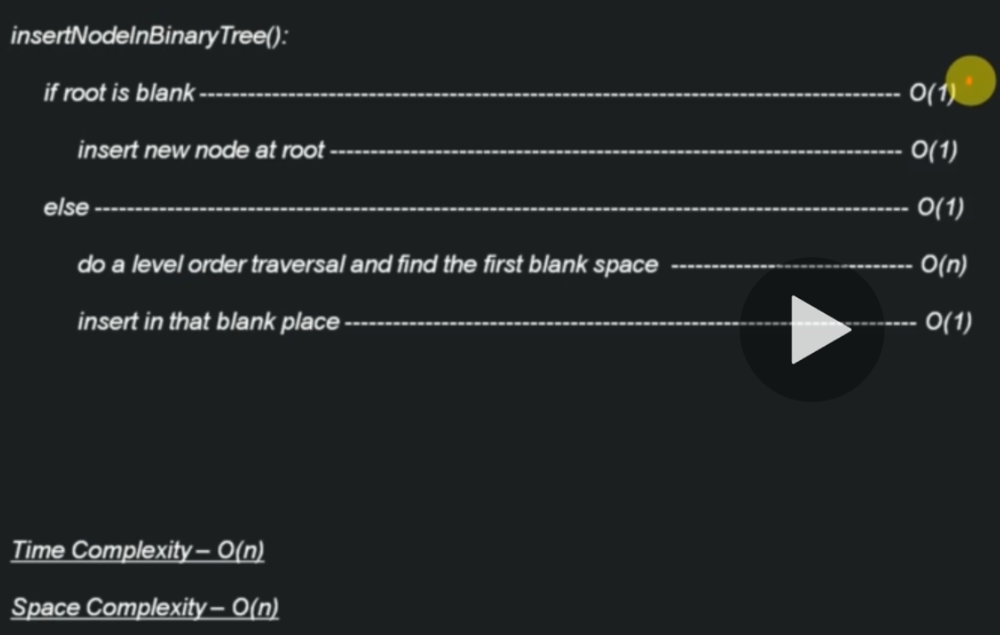 insertNodeInBinaryTree():
if root is blank ---------------------------------------------------------------------------------------- O(1)
insert new node at root ------------------------------------------------------------------------ O(1)
else ------------------------------------------------------------------------------------------------------ O(1)
do a level order traversal and find the first blank space ------------------------------ O(n)
insert in that blank place ------------------------------------------------------------------------ O(1)
Time Complexity – O(n)
Space Complexity – O(n)